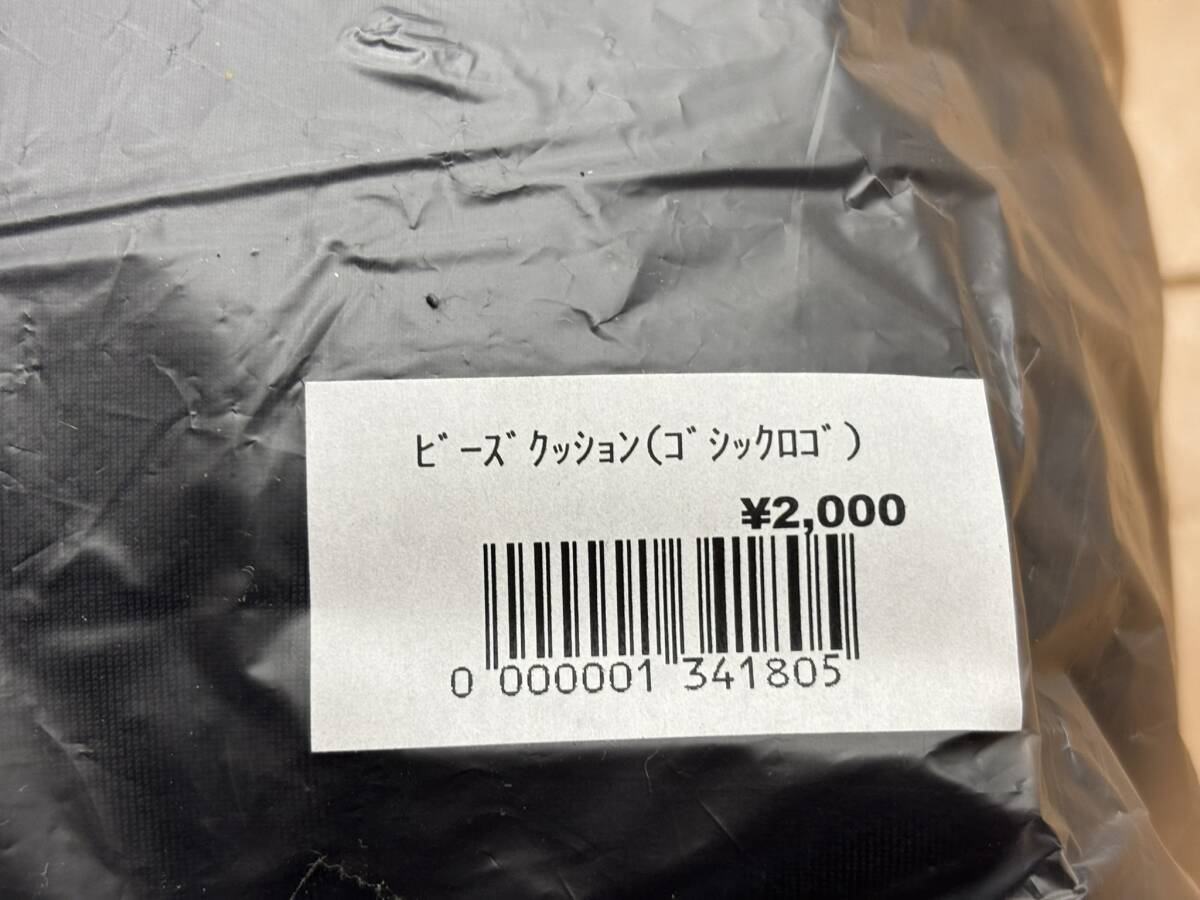 ﾋﾞｰｽﾞｸｯｼｮﾝ(ｺﾞｼｯｸﾛｺﾞ)
¥2,000
0 000001 341805